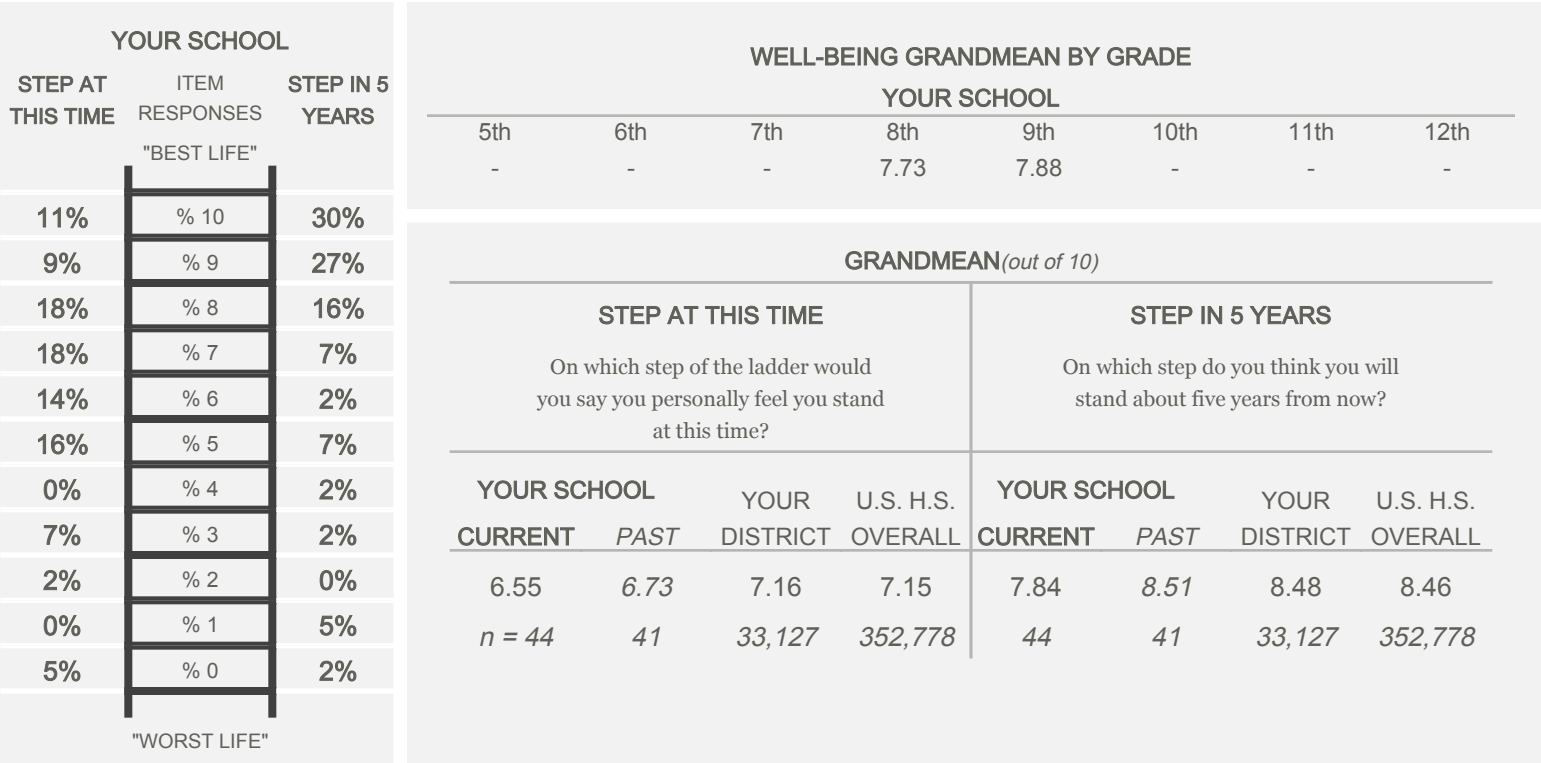 YOUR SCHOOL
STEP AT ITEM STEP IN 5
THIS TIME RESPONSES YEARS
"BEST LIFE"
11% % 10 30%
9% % 9 27%
18% % 8 16%
18% % 7 7%
14% % 6 2%
16% % 5 7%
0% % 4 2%
7% % 3 2%
2% % 2 0%
0% % 1 5%
5% % 0 2%
"WORST LIFE"
WELL-BEING GRANDMEAN BY GRADE
YOUR SCHOOL
5th 6th 7th 8th 9th 10th 11th 12th
- - - 7.73 7.88 - - -
GRANDMEAN(out of 10)
STEP AT THIS TIME
On which step of the ladder would
you say you personally feel you stand
at this time?
YOUR SCHOOL YOUR U.S. H.S.
CURRENT PAST DISTRICT OVERALL
6.55 6.73 7.16 7.15
n = 44 41 33,127 352,778
STEP IN 5 YEARS
On which step do you think you will
stand about five years from now?
YOUR SCHOOL YOUR U.S. H.S.
CURRENT PAST DISTRICT OVERALL
7.84 8.51 8.48 8.46
44 41 33,127 352,778